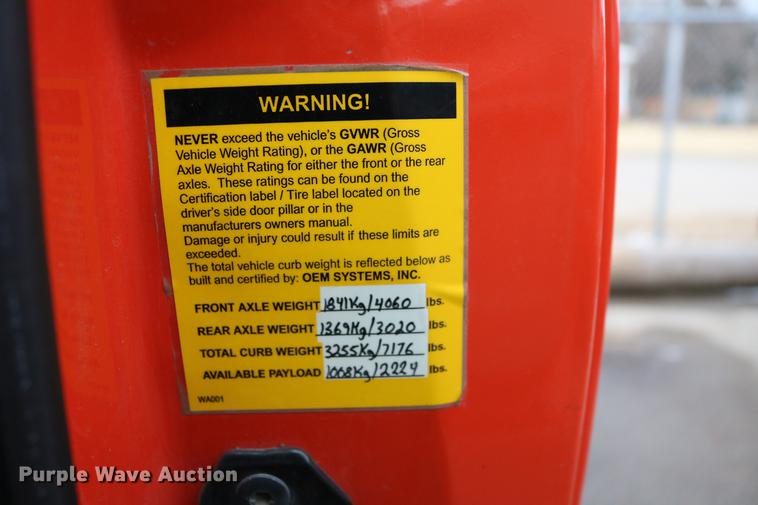 WARNING!
NEVER exceed the vehicle's GVWR (Gross
Vehicle Weight Rating), or the GAWR (Gross
Axle Weight Rating for either the front or the rear
axles. These ratings can be found on the
Certification label / Tire label located on the
driver's side door pillar or in the
manufacturers owners manual.
Damage or injury could result if these limits are
exceeded.
The total vehicle curb weight is reflected below as
built and certified by: OEM SYSTEMS, INC.
FRONT AXLE WEIGHT 1841Kg/4060 lbs.
REAR AXLE WEIGHT 1369Kg/3020 lbs.
TOTAL CURB WEIGHT 3255Kg/7176 lbs.
AVAILABLE PAYLOAD 1008Kg/2224 lbs.
WA001
Purple Wave Auction